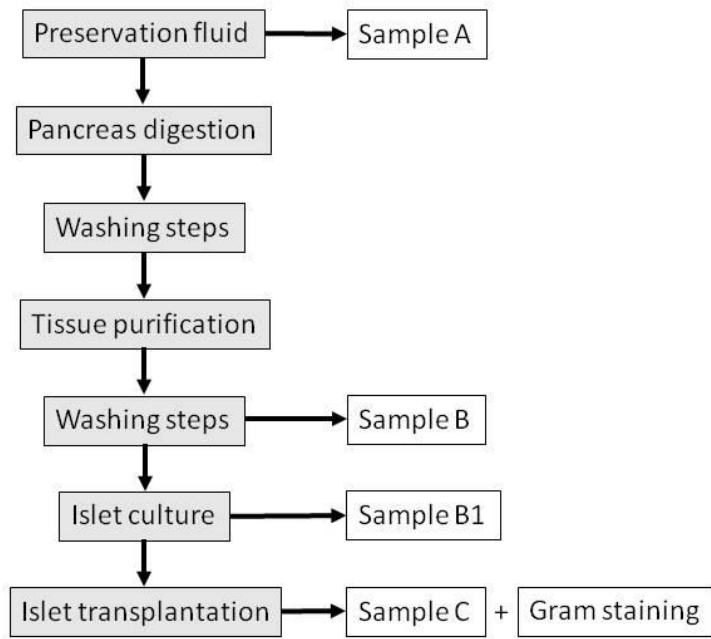 Preservation fluid
Sample A
Pancreas digestion
Washing steps
Tissue purification
Washing steps
Sample B
Islet culture
Sample B1
Islet transplantation
Sample C
+
Gram staining